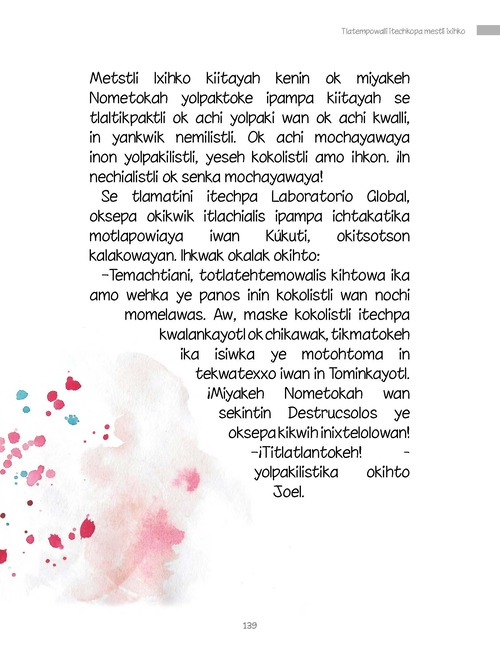 Tlatempowalli itechkopa mestli ixihko
Metstli Ixihko kiitayah kenin ok miyakeh
Nometokah yolpaktoke ipampa kiitayah se
tlaltikpaktli ok achi yolpaki wan ok achi kwalli,
in yankwik nemilistli. Ok achi mochayawaya
inon yolpakilistli, yeseh kokolistli amo ihkon. ¡In
nechialistli ok senka mochayawaya!
Se tlamatini itechpa Laboratorio Global,
oksepa okikwik itlachialis ipampa ichtakatika
motlapowiaya iwan Kúkuti, okitsotson
kalakowayan. Ihkwak okalak okihto:
–Temachtiani, totlatehtemowalis kihtowa ika
amo wehka ye panos inin kokolistli wan nochi
momelawas. Aw, maske kokolistli itechpa
kwalankayotl ok chikawak, tikmatokeh
ika isiwka ye motohtoma in
tekwatexxo iwan in Tominkayotl.
¡Miyakeh Nometokah wan
sekintin Destrucsolos ye
oksepa kikwih inixtelolowan!
–¡Titlatlantokeh! -
yolpakilistika okihto
Joel.
139